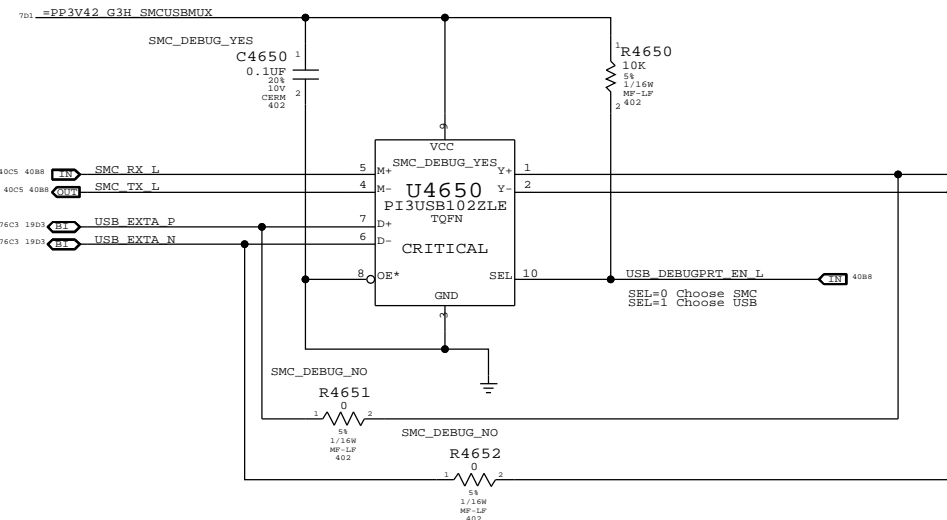 7D1 =PP3V42_G3H_SMCUSBMUX
SMC_DEBUG_YES
C4650 1
0.1UF
20%
10V
CERM
402
2
1
R4650
10K
5%
1/16W
MF-LF
402
2
9
VCC
SMC_DEBUG_YES
U4650
PI3USB102ZLE
TQFN
CRITICAL
40C5 40B8 IN SMC_RX_L 5 M+ Y+ 1
40C5 40B8 OUT SMC_TX_L 4 M- Y- 2
76C3 19D3 BI USB_EXTA_P 7 D+
76C3 19D3 BI USB_EXTA_N 6 D-
8 OE* SEL 10 USB_DEBUGPRT_EN_L IN 40B8
SEL=0 Choose SMC
SEL=1 Choose USB
GND
3
SMC_DEBUG_NO
R4651
0
1 2
5%
1/16W
MF-LF
402
SMC_DEBUG_NO
R4652
0
1 2
5%
1/16W
MF-LF
402